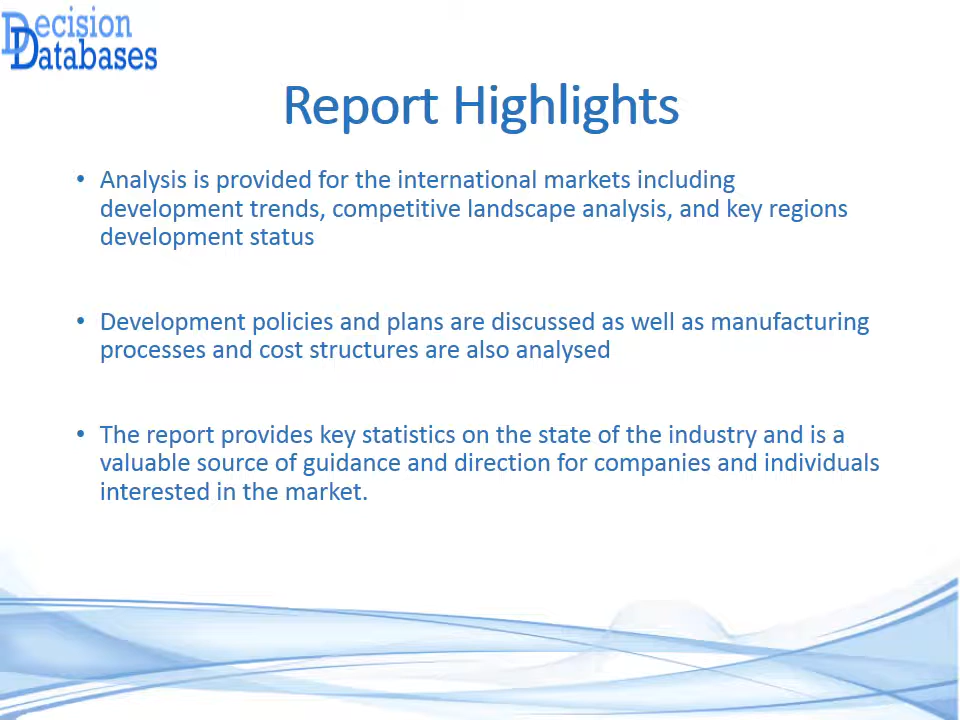 Decision
Databases
Report Highlights
• Analysis is provided for the international markets including
development trends, competitive landscape analysis, and key regions
development status
• Development policies and plans are discussed as well as manufacturing
processes and cost structures are also analysed
• The report provides key statistics on the state of the industry and is a
valuable source of guidance and direction for companies and individuals
interested in the market.